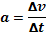 a = Δv / Δt